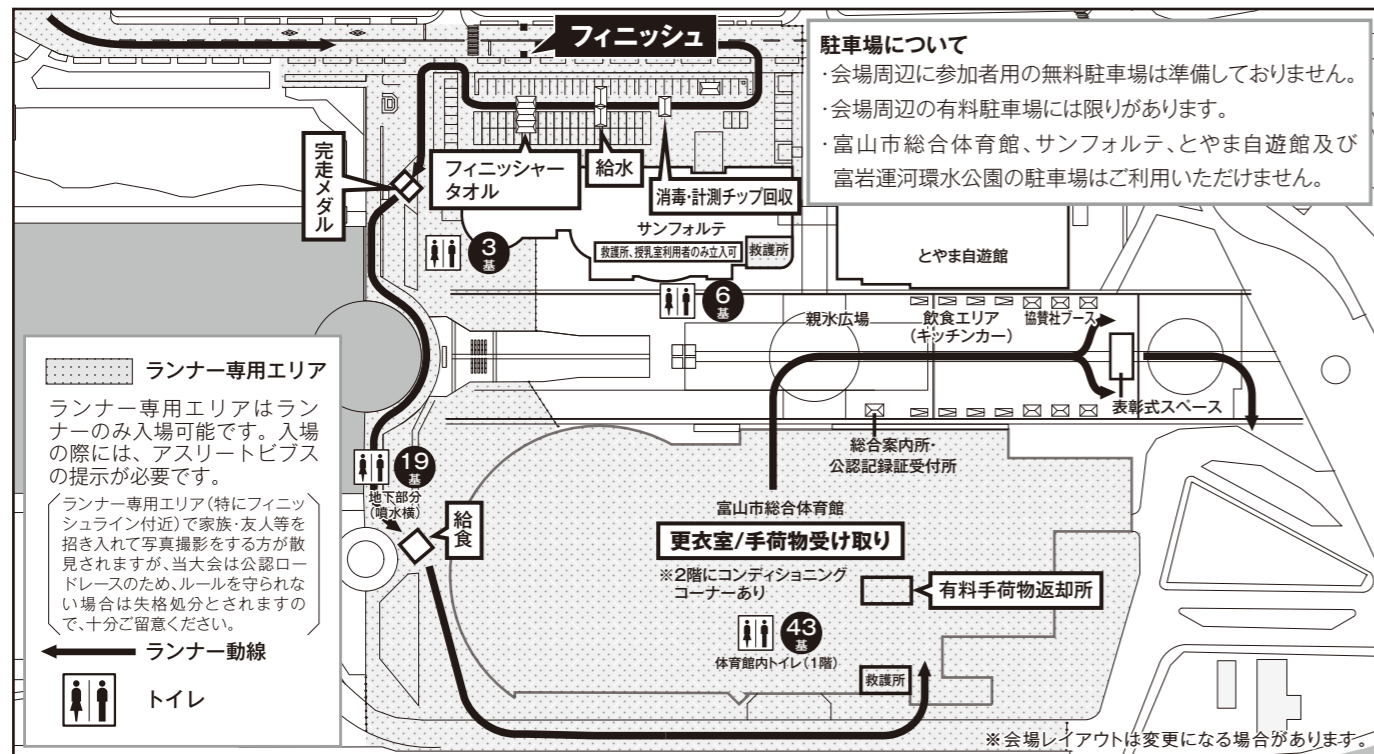 フィニッシュ
駐車場について
・会場周辺に参加者用の無料駐車場は準備しておりません。
・会場周辺の有料駐車場には限りがあります。
・富山市総合体育館、サンフォルテ、とやま自遊館及び
富岩運河環水公園の駐車場はご利用いただけません。
完走メダル
フィニッシャー
タオル
給水
消毒・計測チップ回収
サンフォルテ
救護所、授乳室利用者のみ立入可
救護所
とやま自遊館
3基
6基
親水広場
飲食エリア
(キッチンカー)
協賛社ブース
表彰式スペース
総合案内所・
公認記録証受付所
ランナー専用エリア
ランナー専用エリアはラン
ナーのみ入場可能です。入場
の際には、アスリートビブス
の提示が必要です。
ランナー専用エリア(特にフィニッ
シュライン付近)で家族・友人等を
招き入れて写真撮影をする方が散
見されますが、当大会は公認ロー
ドレースのため、ルールを守られな
い場合は失格処分とされますの
で、十分ご留意ください。
ランナー動線
トイレ
19基
地下部分
(噴水横)
給食
富山市総合体育館
更衣室/手荷物受け取り
※2階にコンディショニング
コーナーあり
有料手荷物返却所
43基
体育館内トイレ(1階)
救護所
※会場レイアウトは変更になる場合があります。